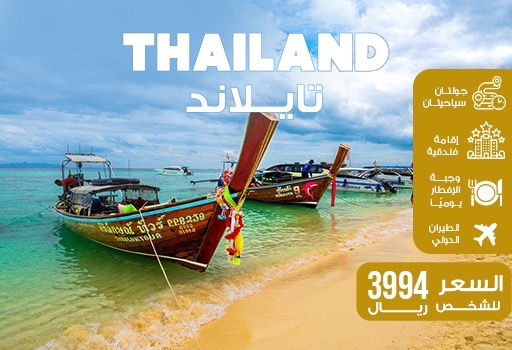 THAILAND
تايلاند
جولتان
سياحيتان
إقامة
فندقية
وجبة
الإفطار
يوميًا
الطيران
الدولي
السعر 3994
للشخص ريال